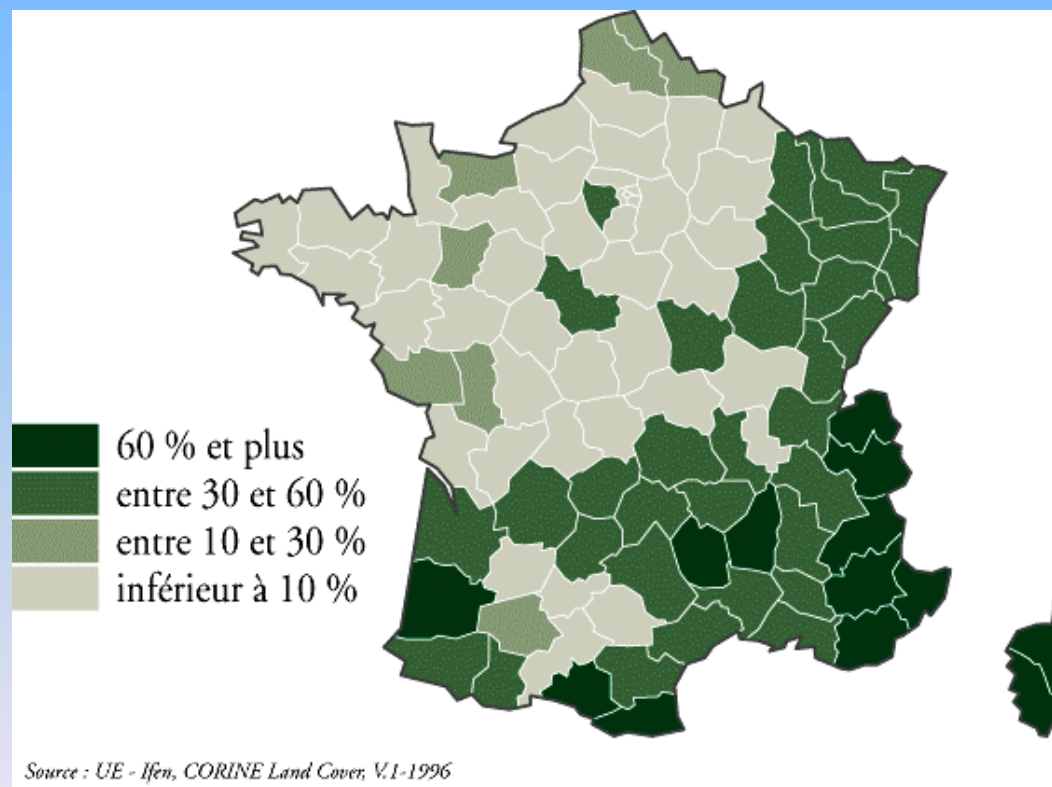 60 % et plus
entre 30 et 60 %
entre 10 et 30 %
inférieur à 10 %
Source : UE - Ifen, CORINE Land Cover, V.1-1996